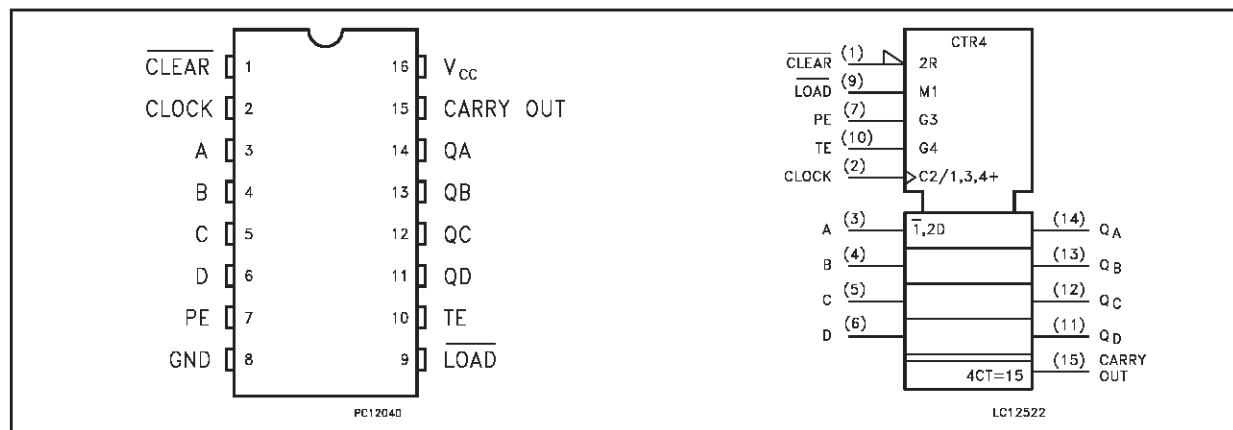 CLEAR 1 16 VCC
CLOCK 2 15 CARRY OUT
A 3 14 QA
B 4 13 QB
C 5 12 QC
D 6 11 QD
PE 7 10 TE
GND 8 9 LOAD
PC12040
CTR4
CLEAR (1) 2R
LOAD (9) M1
PE (7) G3
TE (10) G4
CLOCK (2) C2/1,3,4+
A (3) 1,2D (14) QA
B (4) (13) QB
C (5) (12) QC
D (6) (11) QD
4CT=15 (15) CARRY
OUT
LC12522